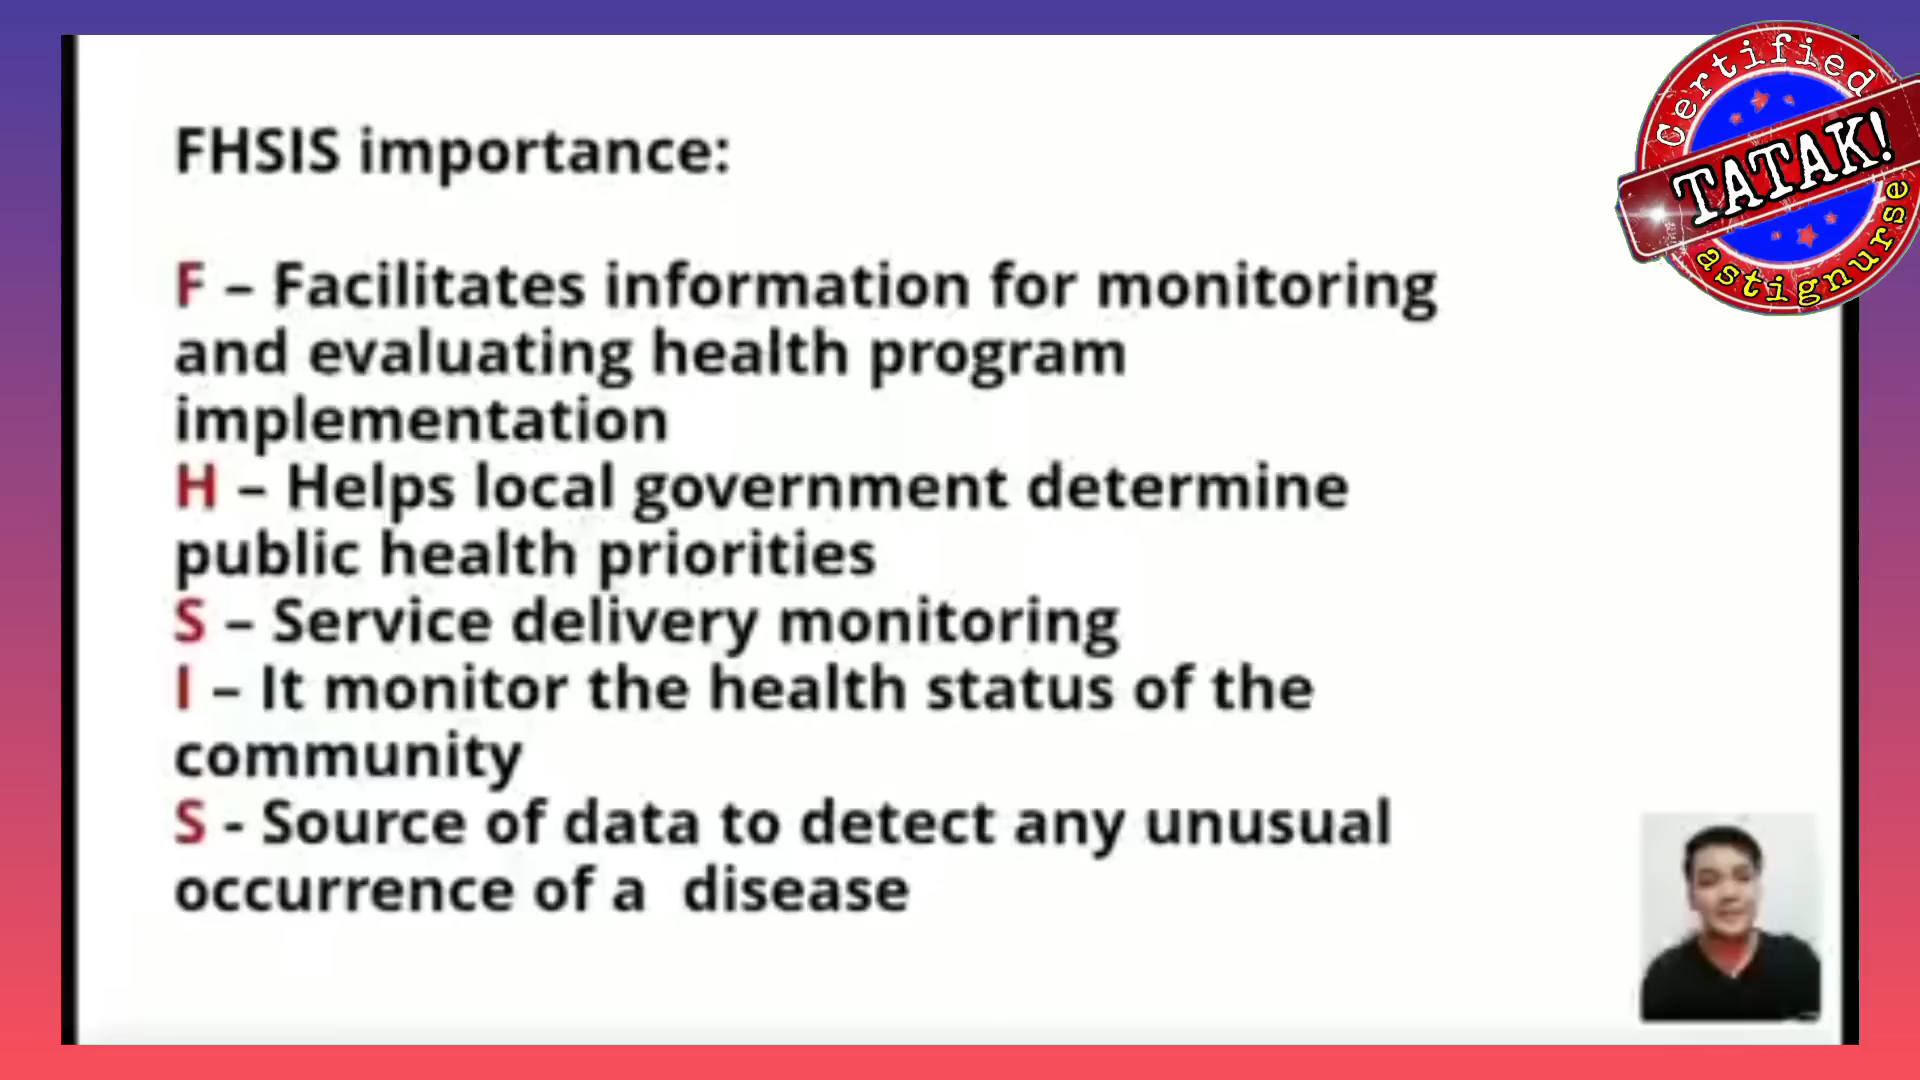 FHSIS importance:
F – Facilitates information for monitoring
and evaluating health program
implementation
H – Helps local government determine
public health priorities
S – Service delivery monitoring
I – It monitor the health status of the
community
S - Source of data to detect any unusual
occurrence of a  disease
Certified
TATAK!
astignurse